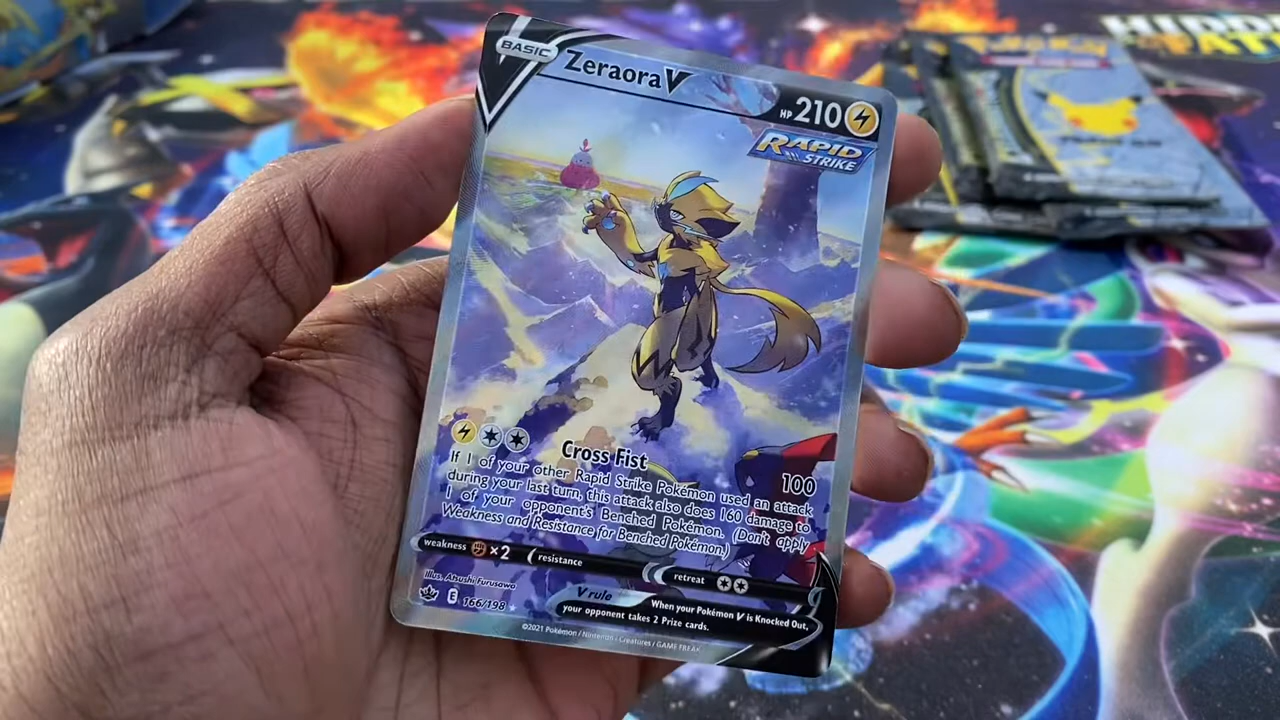 BASIC
Zeraora V
HP 210
RAPID
STRIKE
Cross Fist
100
If 1 of your other Rapid Strike Pokémon used an attack
during your last turn, this attack also does 160 damage to
1 of your opponent's Benched Pokémon. (Don't apply
Weakness and Resistance for Benched Pokémon.)
weakness ×2 resistance retreat
Illus. Atsushi Furusawa
E 166/198
V rule
When your Pokémon V is Knocked Out,
your opponent takes 2 Prize cards.
©2021 Pokémon / Nintendo / Creatures / GAME FREAK
Pokémon